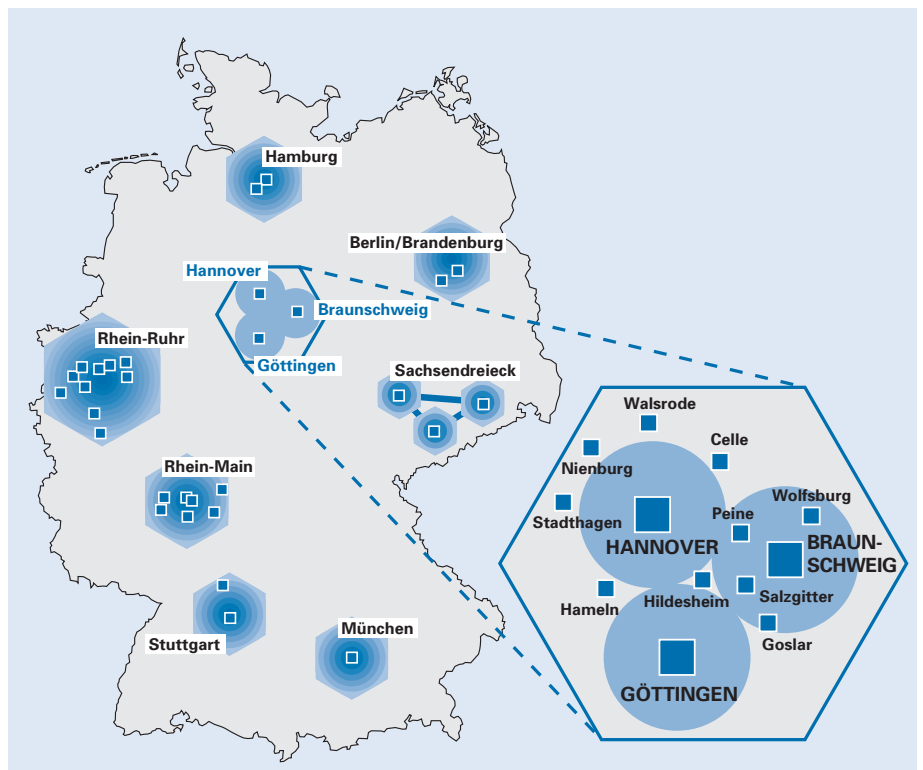 Hamburg
Berlin/Brandenburg
Hannover
Braunschweig
Rhein-Ruhr
Göttingen
Sachsendreieck
Rhein-Main
Stuttgart
München
Walsrode
Celle
Nienburg
Wolfsburg
Stadthagen
Peine
HANNOVER
BRAUN-
SCHWEIG
Hameln
Hildesheim
Salzgitter
Goslar
GÖTTINGEN